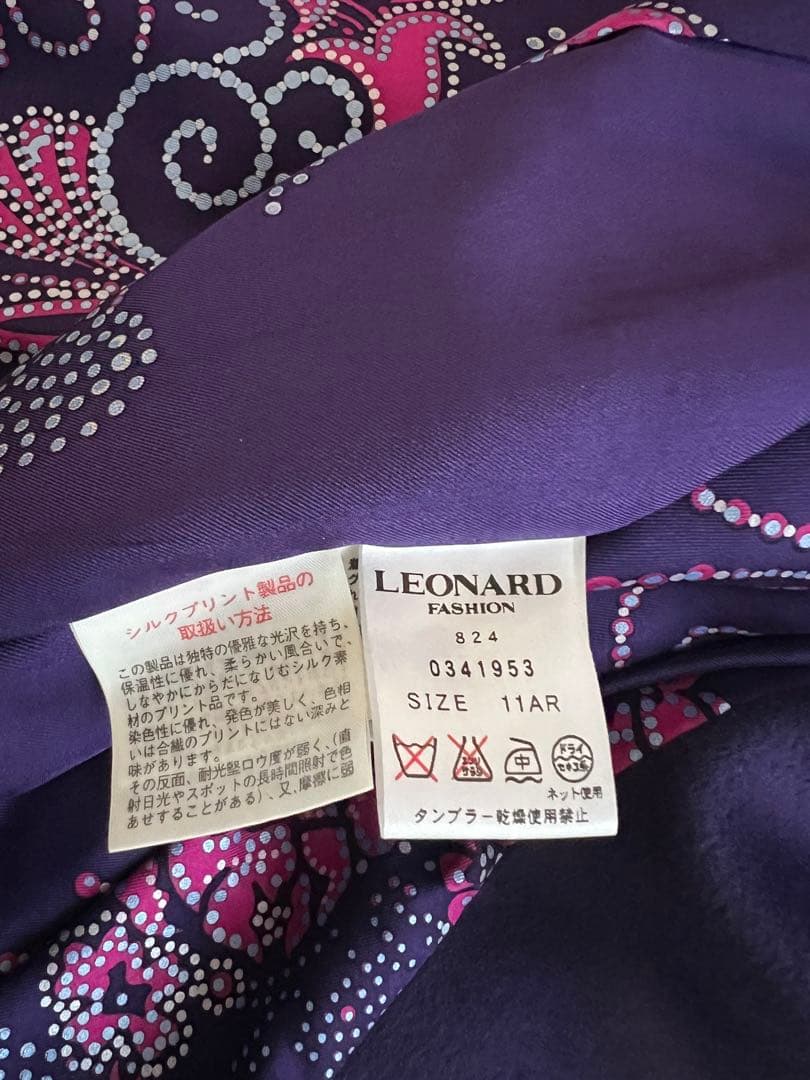 シルクプリント製品の
取扱い方法
この製品は独特の優雅な光沢を持ち、
保温性に優れ、柔らかい風合いで、
しなやかにからだになじむシルク素
材のプリント品です。
染色性に優れ、発色が美しく、色相
いは合繊のプリントにはない深みと
味があります。
その反面、耐光堅ロウ度が弱く、(直
射日光やスポットの長時間照射で色
あせすることがある)、又、摩擦に弱
LEONARD
FASHION
824
0341953
SIZE 11AR
エンソ
サラシ
中
ドライ
セキユ系
ネット使用
タンブラー乾燥使用禁止